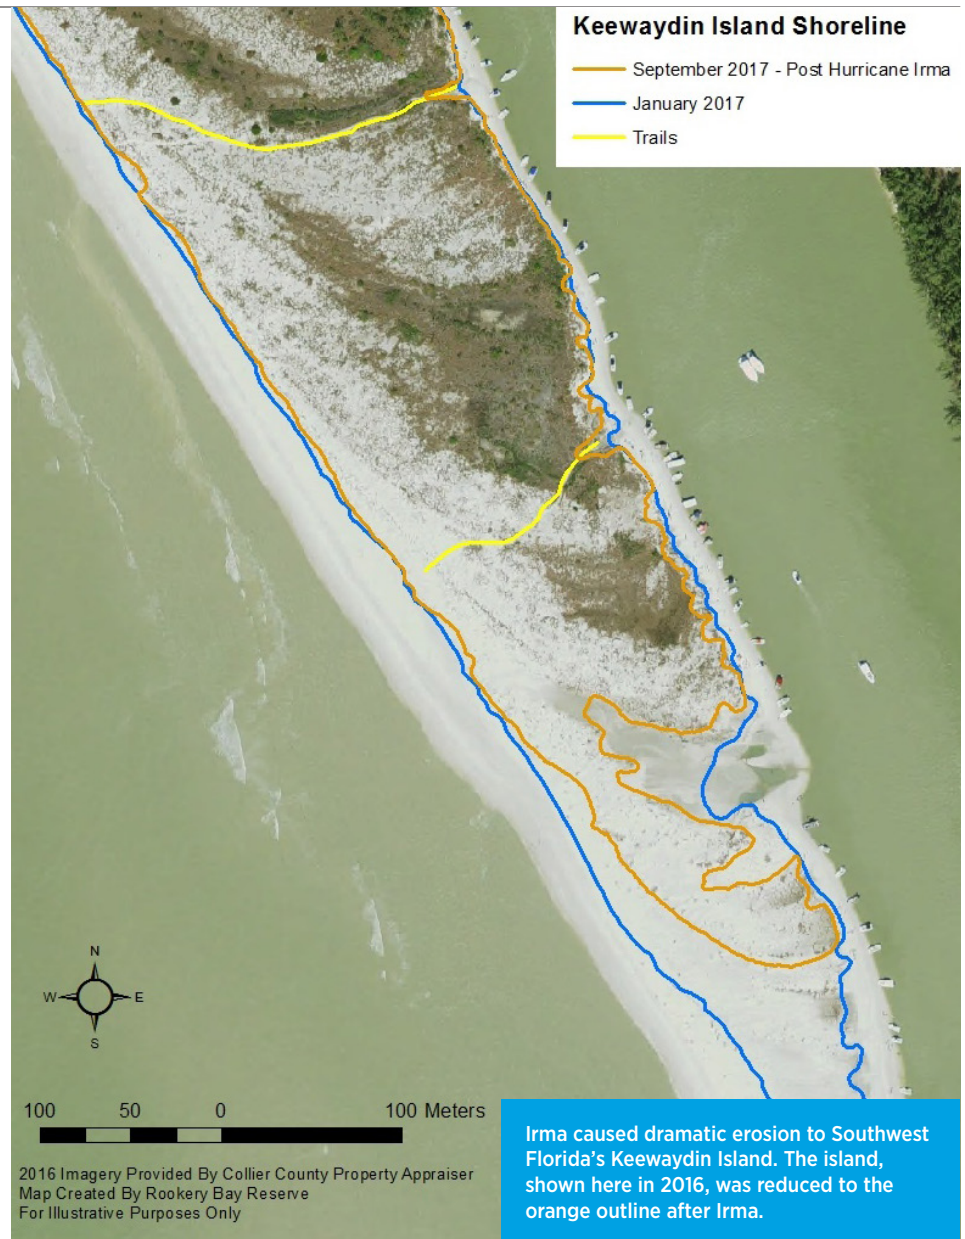 Keewaydin Island Shoreline
September 2017 - Post Hurricane Irma
January 2017
Trails
N
W E
S
100 50 0 100 Meters
2016 Imagery Provided By Collier County Property Appraiser
Map Created By Rookery Bay Reserve
For Illustrative Purposes Only
Irma caused dramatic erosion to Southwest
Florida’s Keewaydin Island. The island,
shown here in 2016, was reduced to the
orange outline after Irma.